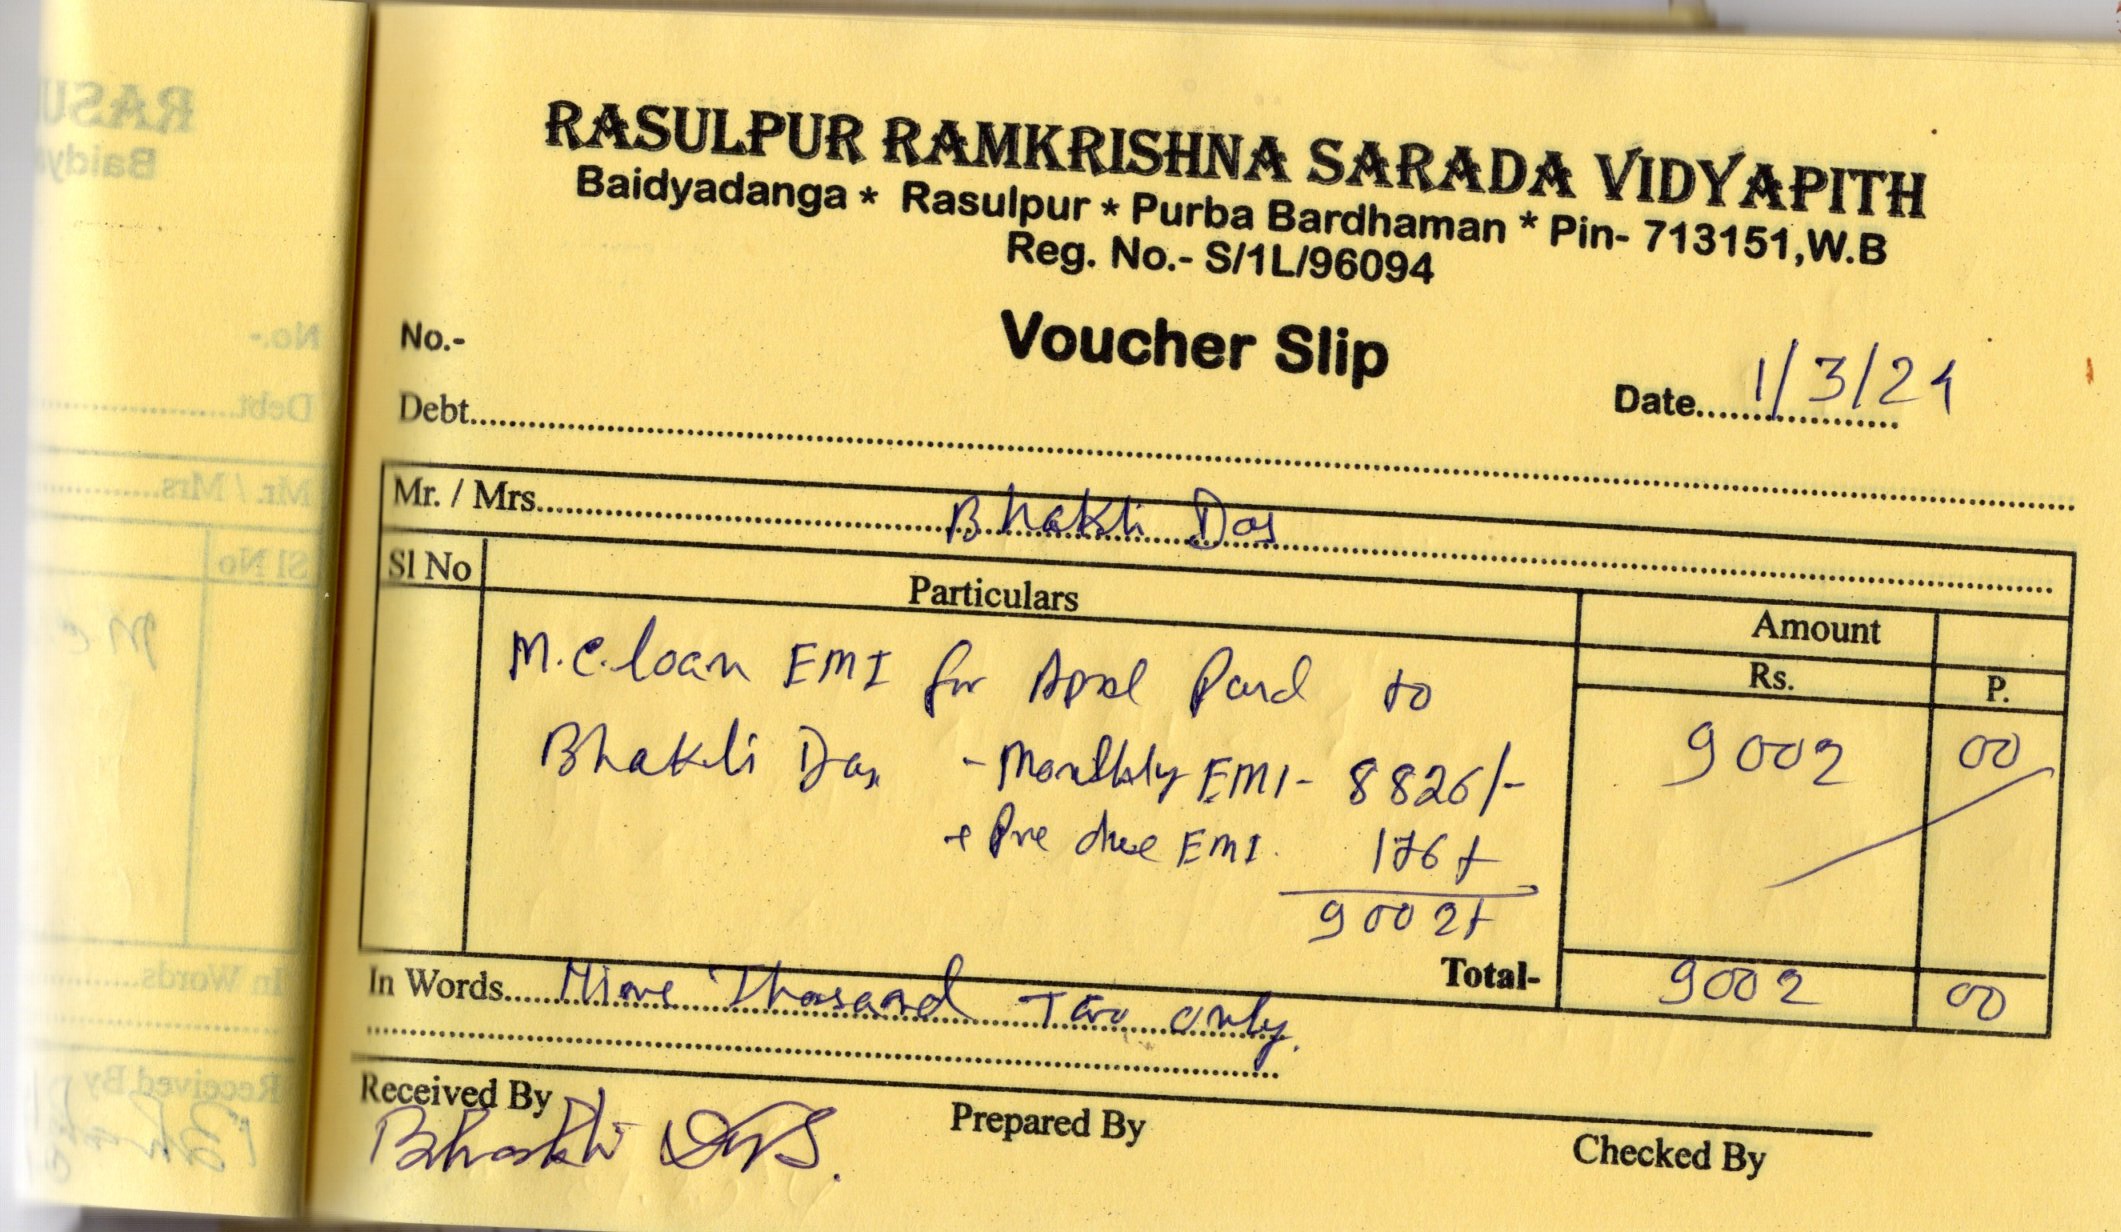 RASULPUR RAMKRISHNA SARADA VIDYAPITH
Baidyadanga * Rasulpur * Purba Bardhaman * Pin- 713151,W.B
Reg. No.- S/1L/96094
Voucher Slip
No.-
Date 1/3/24
Debt
Mr. / Mrs. Bhakti Das
Sl No Particulars Amount
Rs. P.
M.C. loan EMI for April Paid to
Bhakti Das - Monthly EMI - 8826/- 9002 00
+ Pre due EMI. 176/-
9002/-
Total- 9002 00
In Words Nine Thousand Two only.
Received By Prepared By Checked By
Bhakti Das.
RASU
Baidya
No.-
Debt
Mr. / Mrs
Sl No
M.C
In Words
Received By